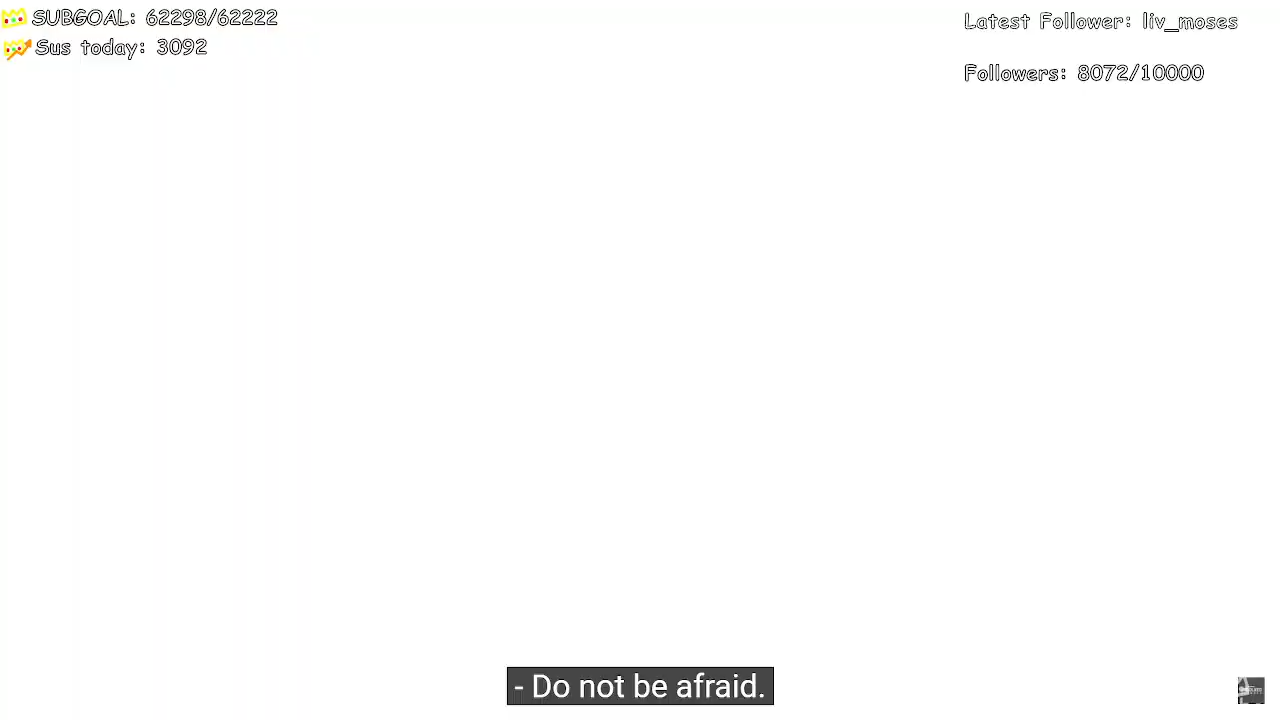 SUBGOAL: 62298/62222
Sus today: 3092
Latest Follower: liv_moses
Followers: 8072/10000
- Do not be afraid.